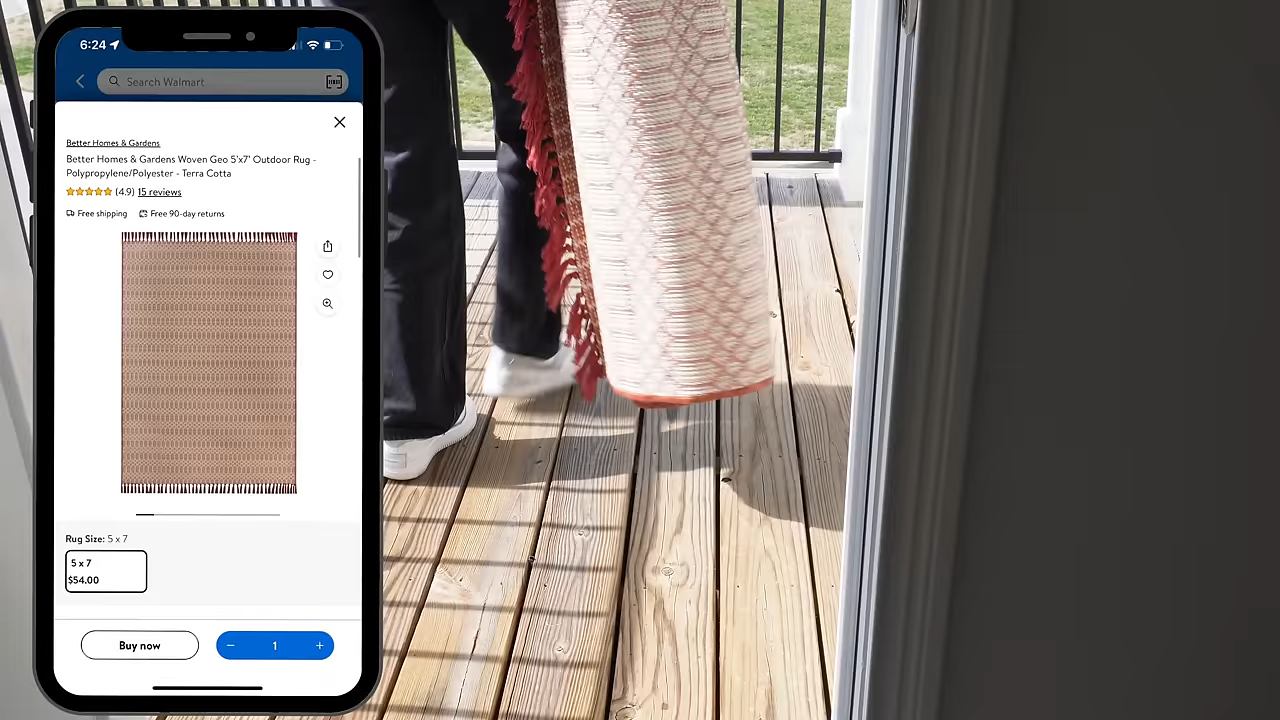 6:24
Search Walmart
Better Homes & Gardens
Better Homes & Gardens Woven Geo 5'x7' Outdoor Rug -
Polypropylene/Polyester - Terra Cotta
(4.9) 15 reviews
Free shipping Free 90-day returns
Rug Size: 5 x 7
5 x 7
$54.00
Buy now
− 1 +